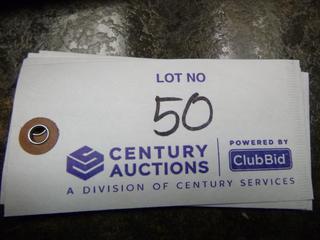 LOT NO
50
CENTURY AUCTIONS
POWERED BY
ClubBid
A DIVISION OF CENTURY SERVICES